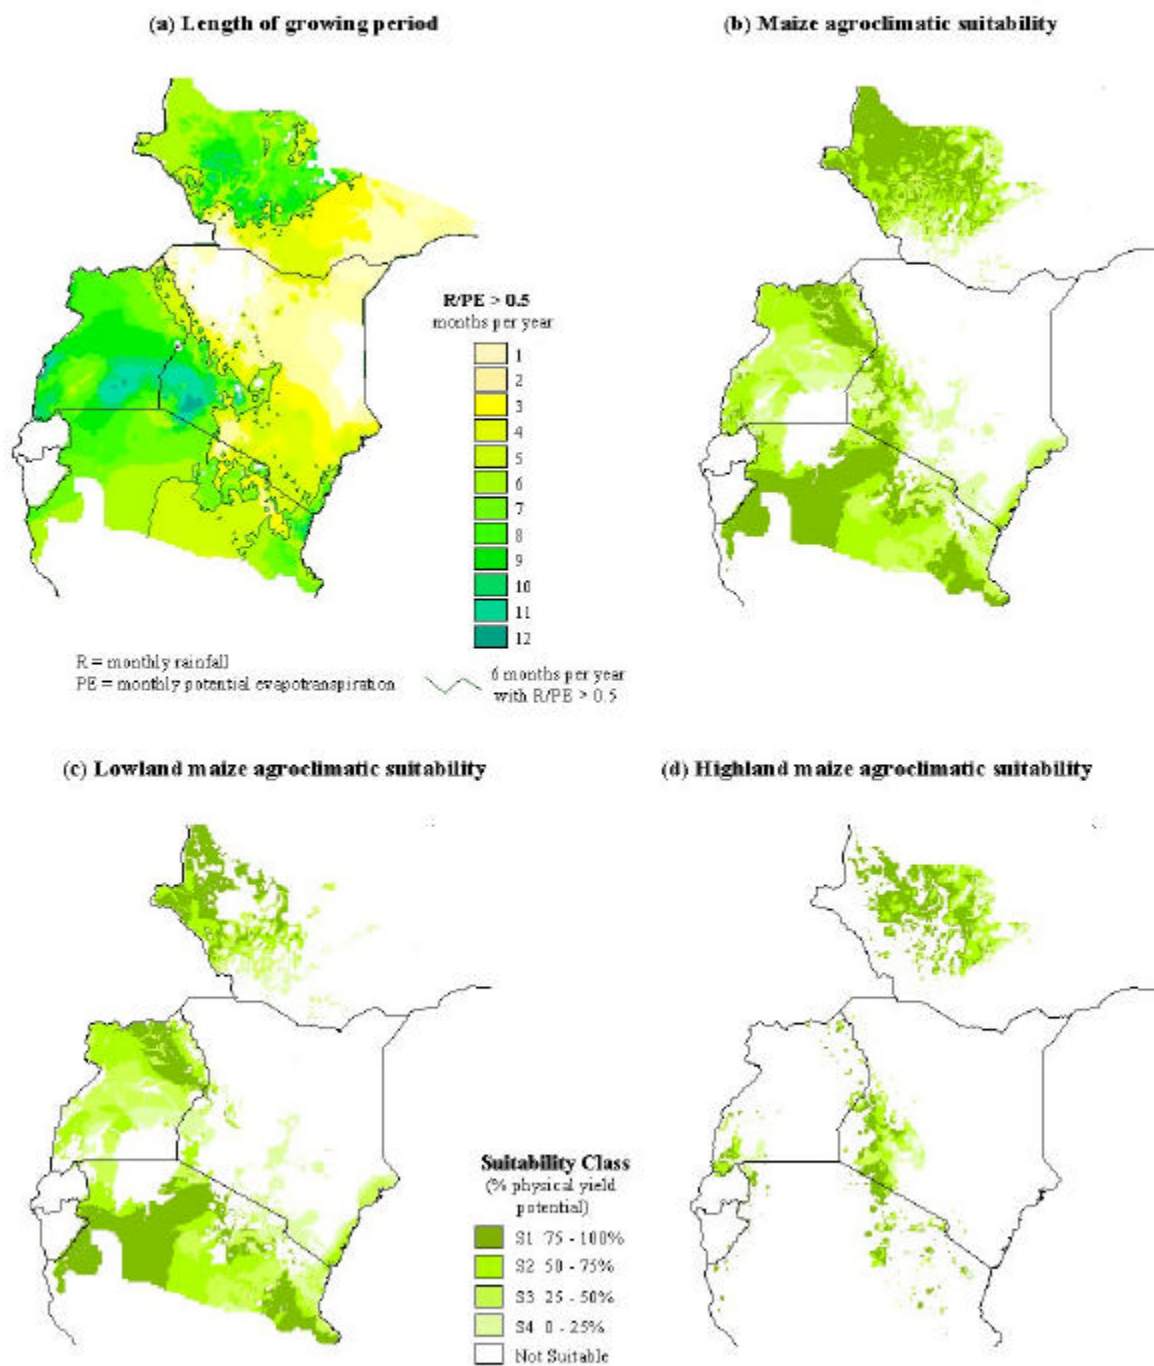 (a) Length of growing period
(b) Maize agroclimatic suitability
R/PE > 0.5
months per year
1
2
3
4
5
6
7
8
9
10
11
12
R = monthly rainfall
PE = monthly potential evapotranspiration
6 months per year
with R/PE > 0.5
(c) Lowland maize agroclimatic suitability
(d) Highland maize agroclimatic suitability
Suitability Class
(% physical yield
potential)
S1 75 - 100%
S2 50 - 75%
S3 25 - 50%
S4 0 - 25%
Not Suitable